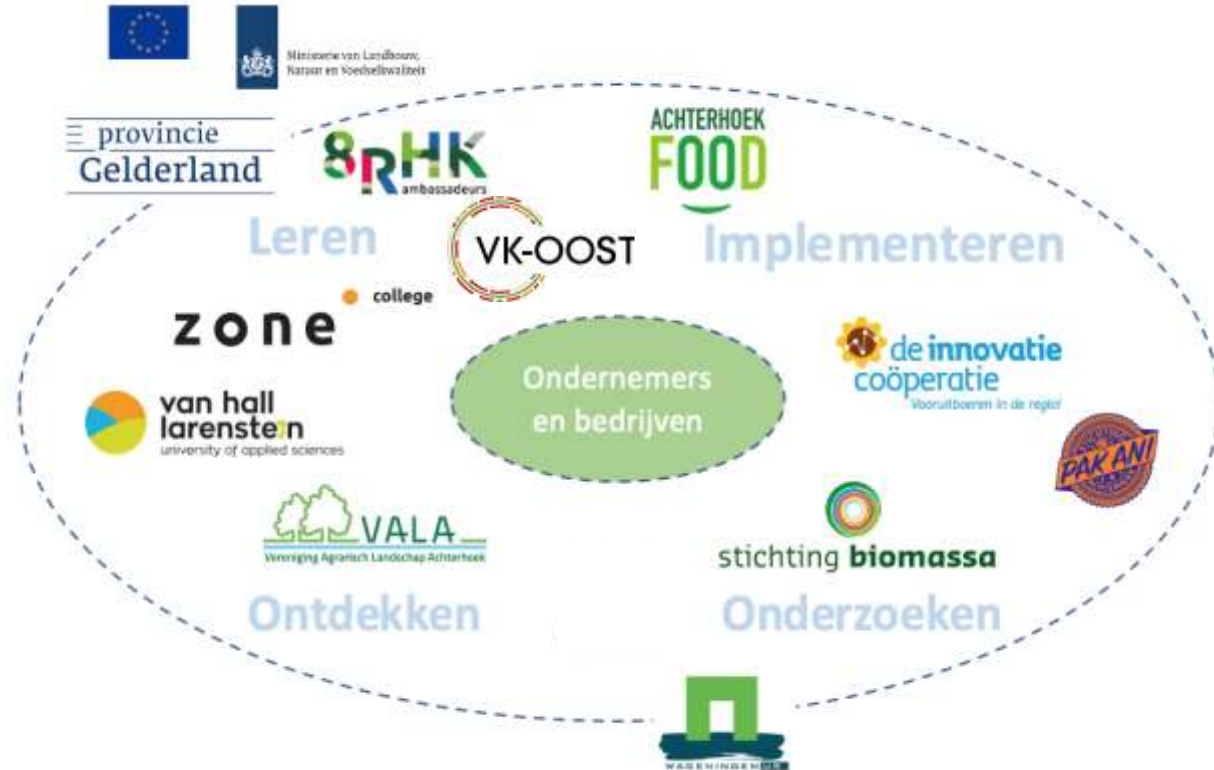 Ministerie van Landbouw,
Natuur en Voedselkwaliteit
provincie
Gelderland
8RHK
ambassadeurs
ACHTERHOEK
FOOD
Leren
VK-OOST
Implementeren
zone college
Ondernemers
en bedrijven
de innovatie
coöperatie
Vooruitboeren in de regio!
van hall
larenstein
university of applied sciences
PAK AN!
VALA
Vereniging Agrarisch Landschap Achterhoek
stichting biomassa
Ontdekken
Onderzoeken
WAGENINGEN UR